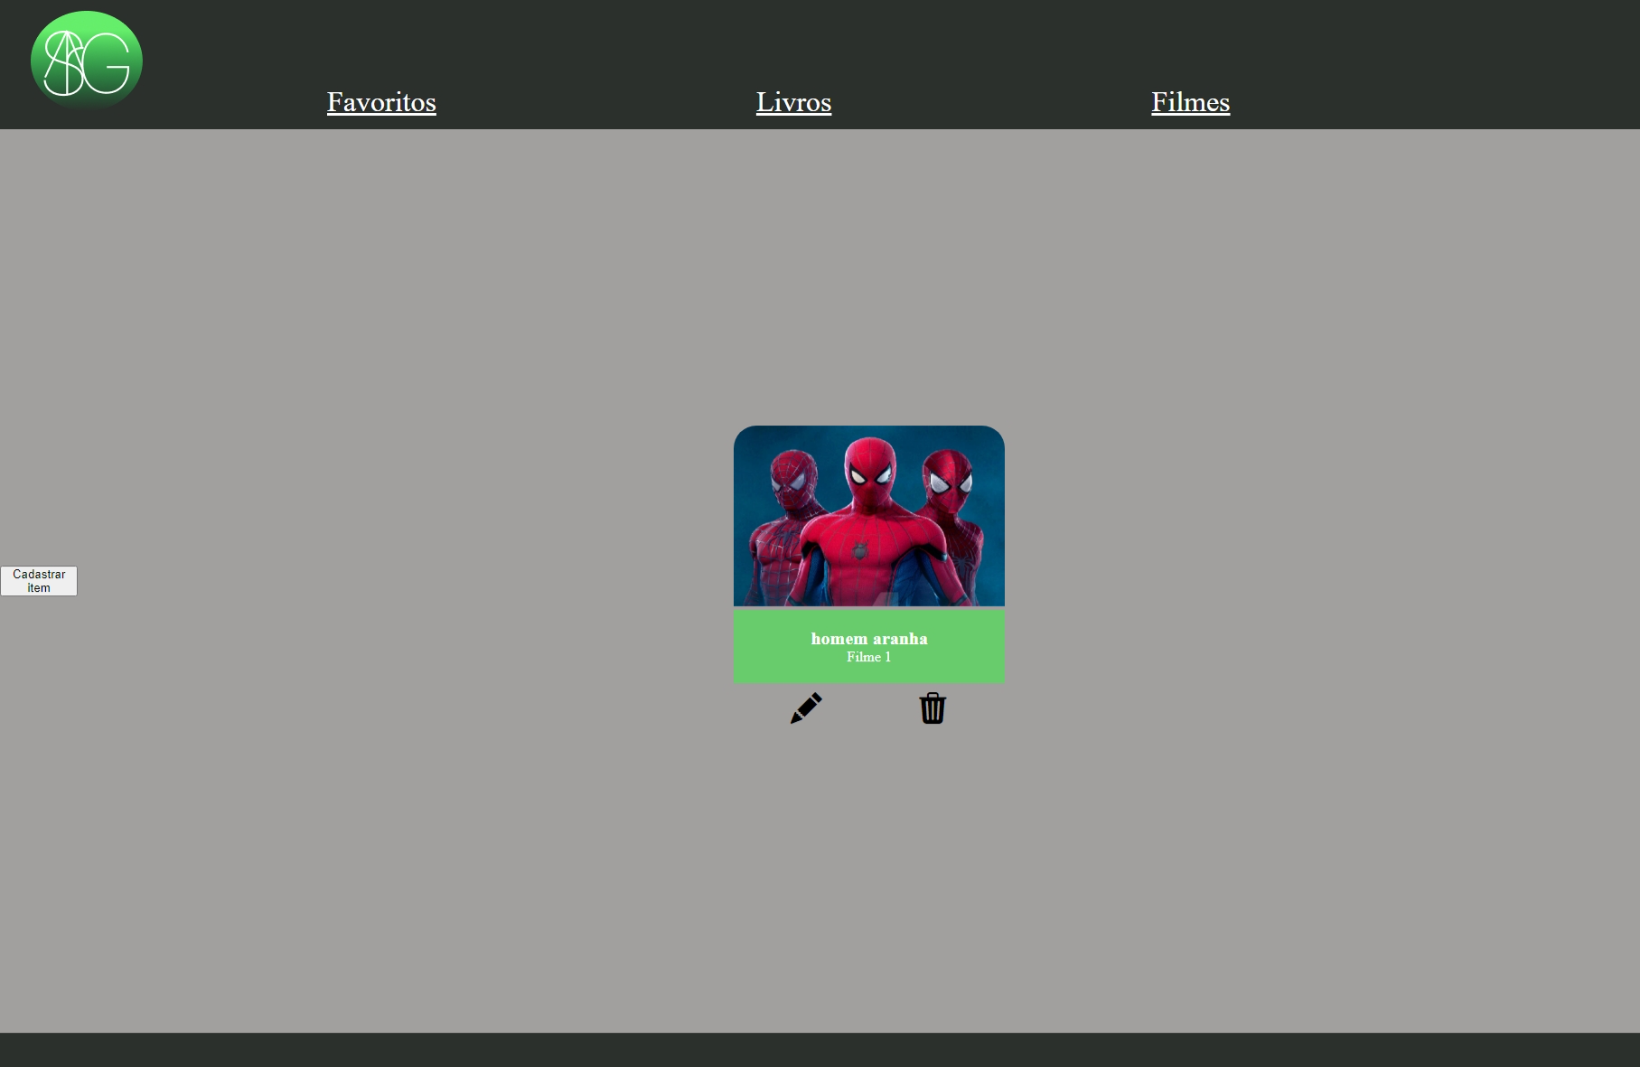 Favoritos
Livros
Filmes
Cadastrar
item
homem aranha
Filme 1